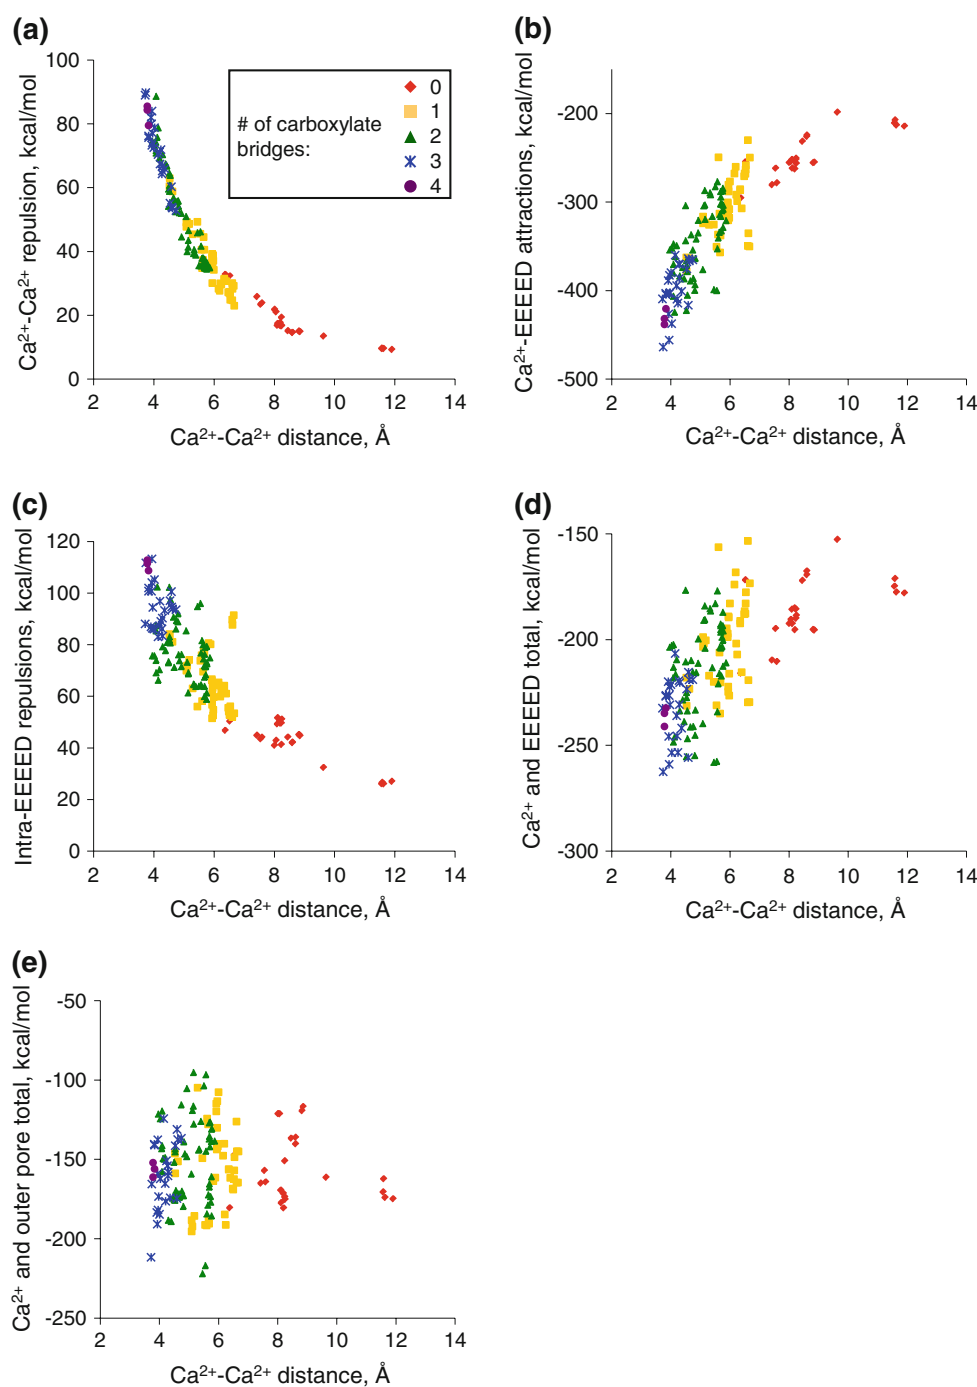 (a)
Ca²⁺-Ca²⁺ repulsion, kcal/mol
100
80
60
40
20
0
2 4 6 8 10 12 14
Ca²⁺-Ca²⁺ distance, Å
# of carboxylate
bridges:
0
1
2
3
4
(b)
Ca²⁺-EEEED attractions, kcal/mol
-200
-300
-400
-500
2 4 6 8 10 12 14
Ca²⁺-Ca²⁺ distance, Å
(c)
Intra-EEEED repulsions, kcal/mol
120
100
80
60
40
20
0
2 4 6 8 10 12 14
Ca²⁺-Ca²⁺ distance, Å
(d)
Ca²⁺ and EEEED total, kcal/mol
-150
-200
-250
-300
2 4 6 8 10 12 14
Ca²⁺-Ca²⁺ distance, Å
(e)
Ca²⁺ and outer pore total, kcal/mol
-50
-100
-150
-200
-250
2 4 6 8 10 12 14
Ca²⁺-Ca²⁺ distance, Å